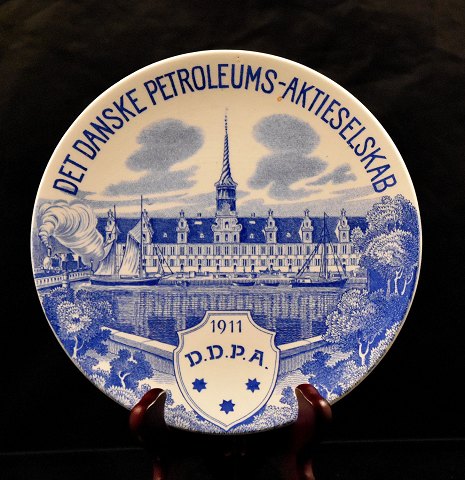 DET DANSKE PETROLEUMS-AKTIESELSKAB
1911
D.D.P.A.